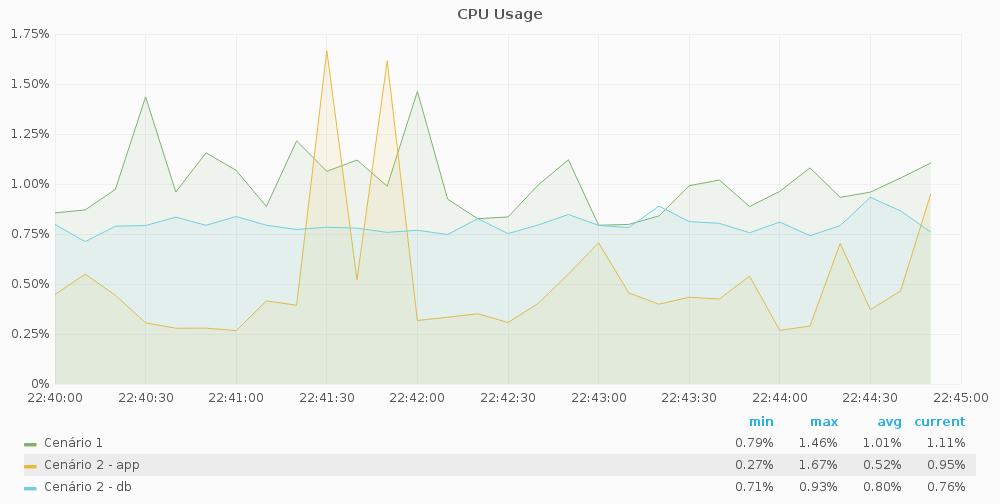 CPU Usage
1.75%
1.50%
1.25%
1.00%
0.75%
0.50%
0.25%
0%
22:40:00 22:40:30 22:41:00 22:41:30 22:42:00 22:42:30 22:43:00 22:43:30 22:44:00 22:44:30 22:45:00
min max avg current
Cenário 1 0.79% 1.46% 1.01% 1.11%
Cenário 2 - app 0.27% 1.67% 0.52% 0.95%
Cenário 2 - db 0.71% 0.93% 0.80% 0.76%